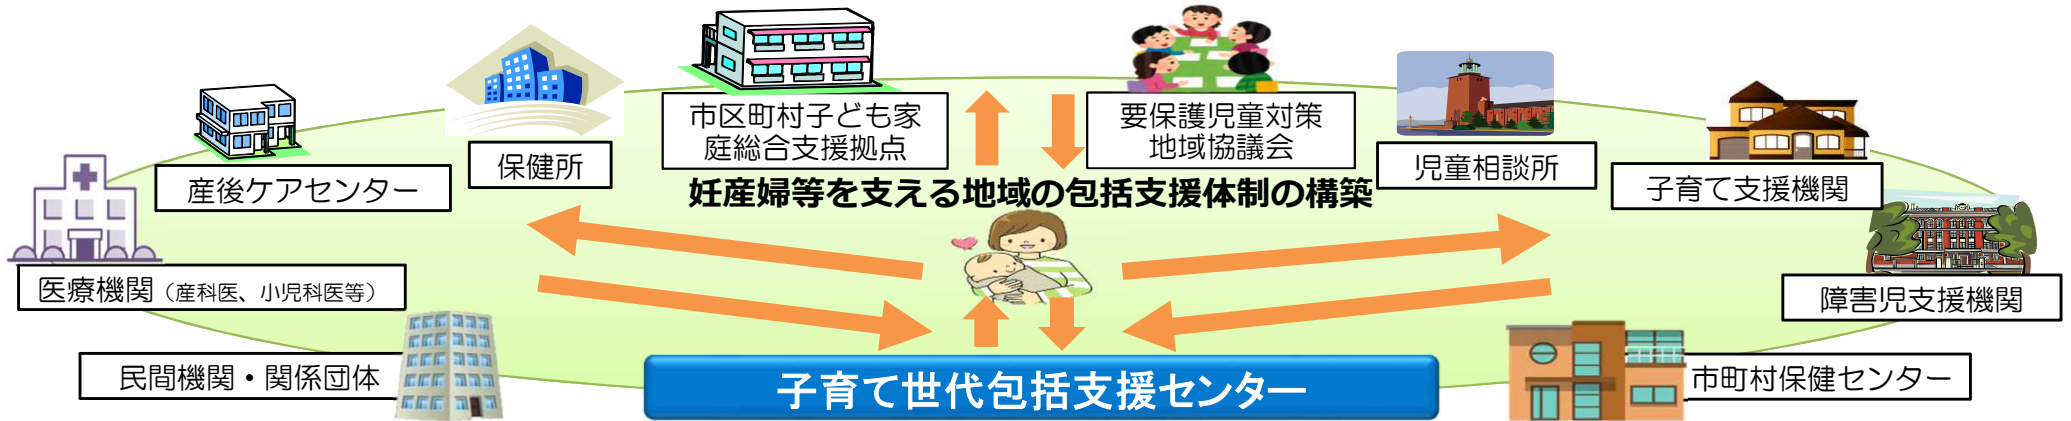 市区町村子ども家
庭総合支援拠点
要保護児童対策
地域協議会
保健所
児童相談所
産後ケアセンター
子育て支援機関
妊産婦等を支える地域の包括支援体制の構築
医療機関（産科医、小児科医等）
障害児支援機関
民間機関・関係団体
子育て世代包括支援センター
市町村保健センター